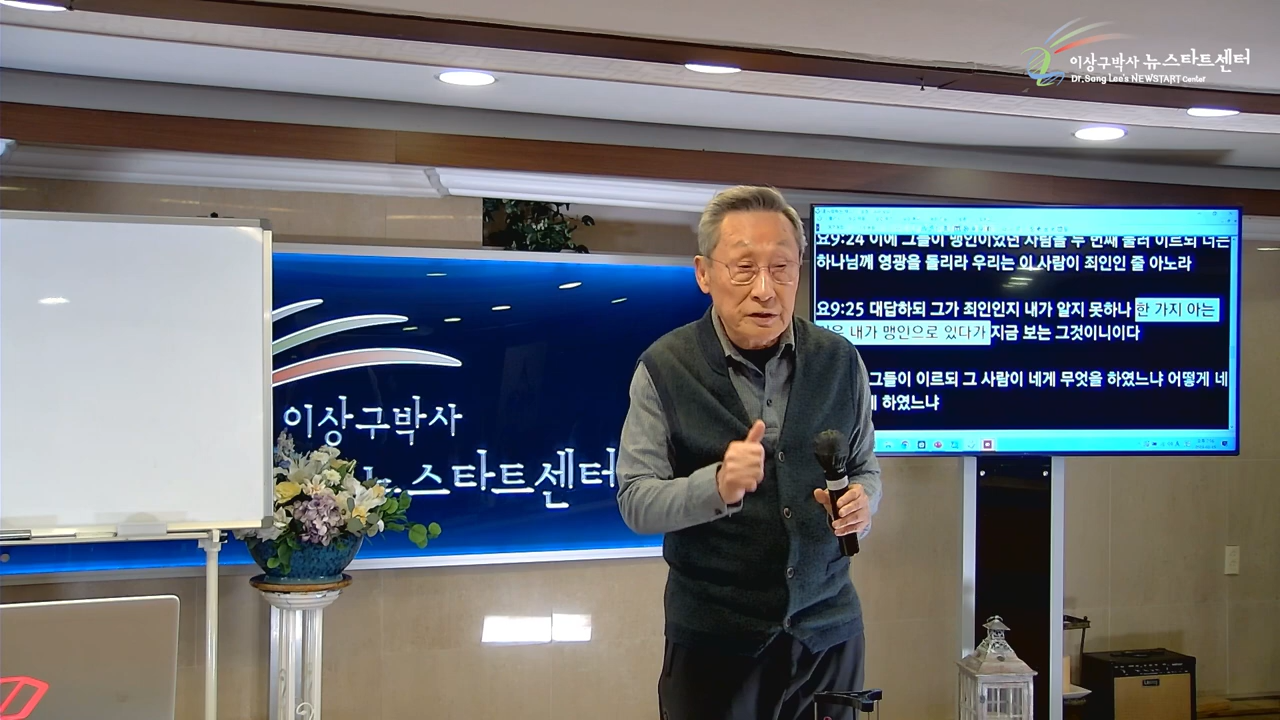 이상구박사 뉴스타트센터
Dr. Sang Lee's NEWSTART Center
요9:24 이에 그들이 맹인이었던 사람을 두 번째 불러 이르되 너는
하나님께 영광을 돌리라 우리는 이 사람이 죄인인 줄 아노라
요9:25 대답하되 그가 죄인인지 내가 알지 못하나 한 가지 아는
내가 맹인으로 있다가 지금 보는 그것이니이다
그들이 이르되 그 사람이 네게 무엇을 하였느냐 어떻게 네
하였느냐
이상구박사
스타트센터